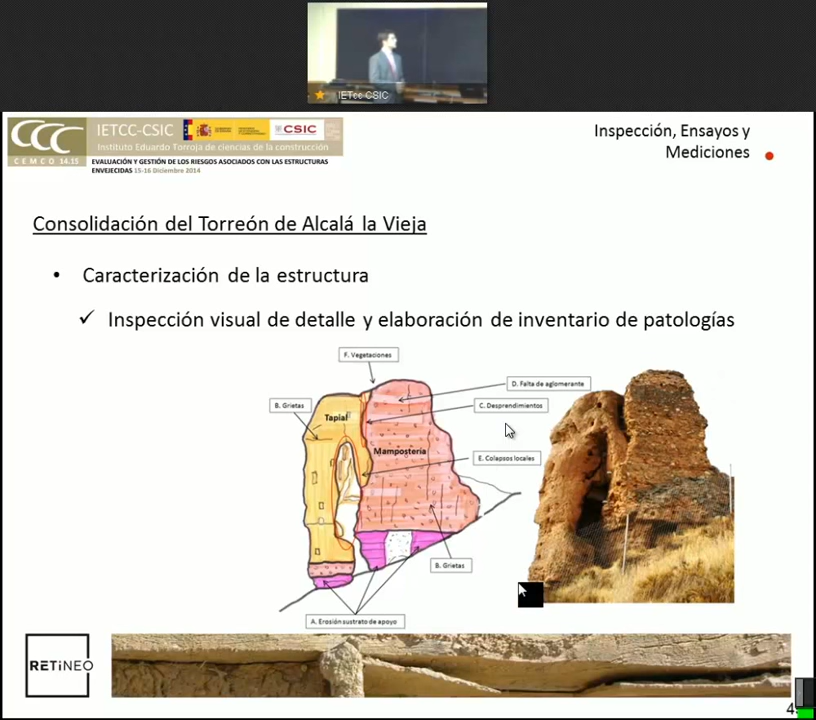 IETcc-CSIC
CCC
CEMCO 14.15
IETCC-CSIC
CSIC
Instituto Eduardo Torroja de ciencias de la construcción
EVALUACIÓN Y GESTIÓN DE LOS RIESGOS ASOCIADOS CON LAS ESTRUCTURAS
ENVEJECIDAS 15-16 Diciembre 2014
Inspección, Ensayos y
Mediciones
Consolidación del Torreón de Alcalá la Vieja
• Caracterización de la estructura
✓ Inspección visual de detalle y elaboración de inventario de patologías
F. Vegetaciones
D. Falta de aglomerante
B. Grietas
C. Desprendimientos
Tapial
Mampostería
E. Colapsos locales
B. Grietas
A. Erosión sustrato de apoyo
RETINEO
4